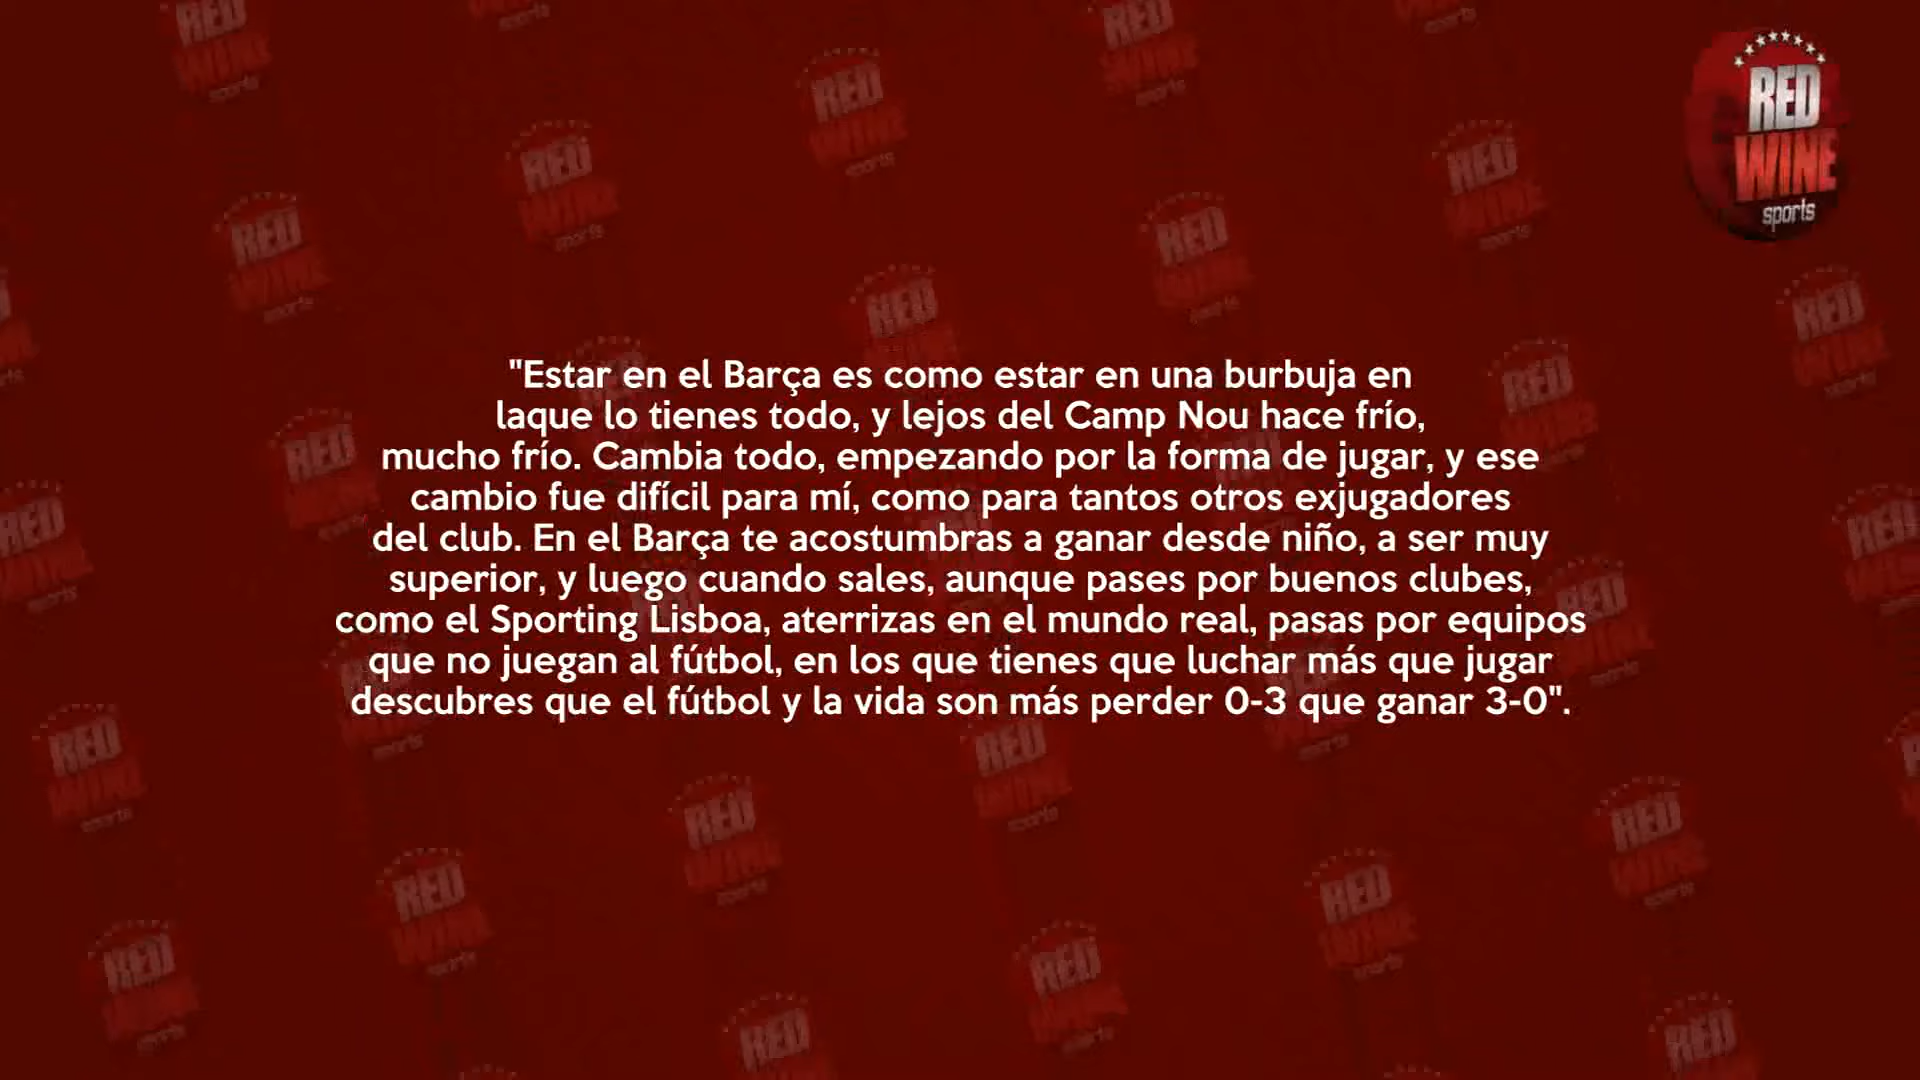 RED
WINE
sports
"Estar en el Barça es como estar en una burbuja en
laque lo tienes todo, y lejos del Camp Nou hace frío,
mucho frío. Cambia todo, empezando por la forma de jugar, y ese
cambio fue difícil para mí, como para tantos otros exjugadores
del club. En el Barça te acostumbras a ganar desde niño, a ser muy
superior, y luego cuando sales, aunque pases por buenos clubes,
como el Sporting Lisboa, aterrizas en el mundo real, pasas por equipos
que no juegan al fútbol, en los que tienes que luchar más que jugar
descubres que el fútbol y la vida son más perder 0-3 que ganar 3-0".